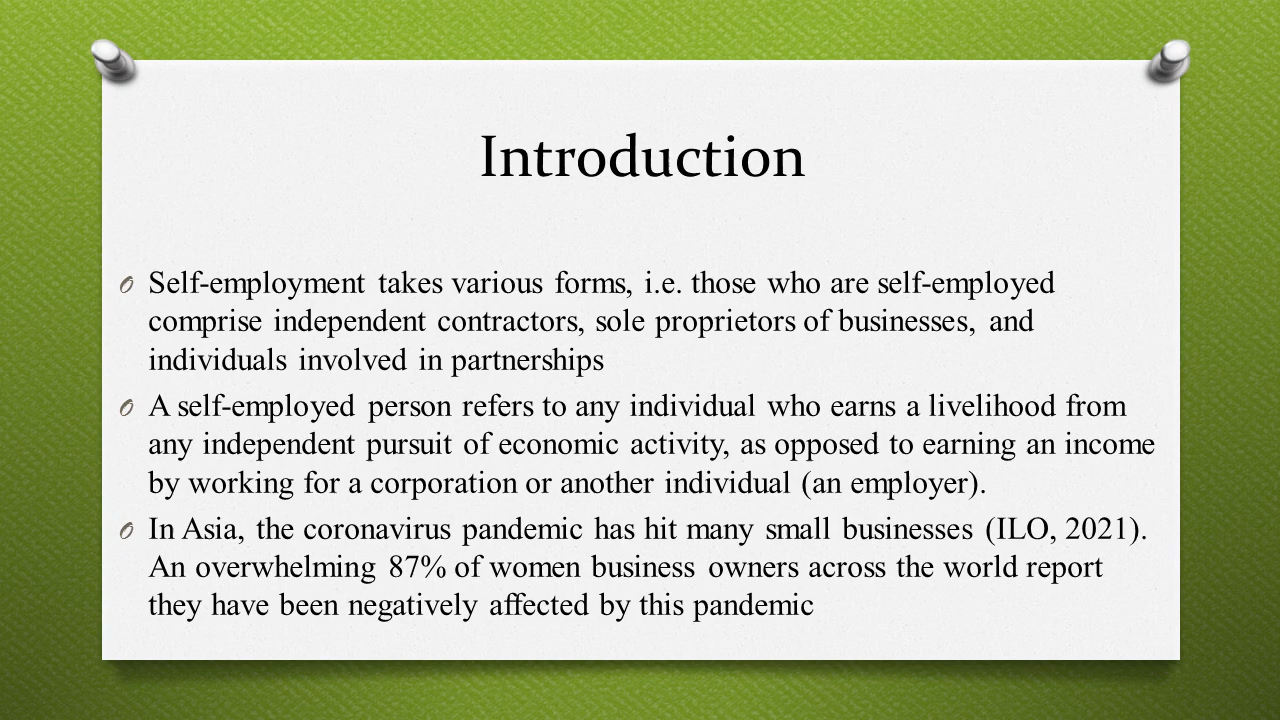 Introduction
Self-employment takes various forms, i.e. those who are self-employed
comprise independent contractors, sole proprietors of businesses, and
individuals involved in partnerships
A self-employed person refers to any individual who earns a livelihood from
any independent pursuit of economic activity, as opposed to earning an income
by working for a corporation or another individual (an employer).
In Asia, the coronavirus pandemic has hit many small businesses (ILO, 2021).
An overwhelming 87% of women business owners across the world report
they have been negatively affected by this pandemic